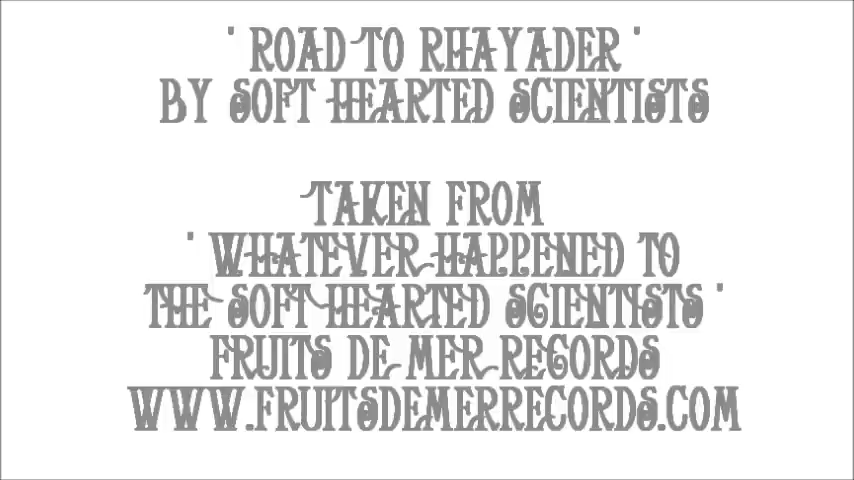 ' ROAD TO RHAYADER '
BY SOFT HEARTED SCIENTISTS
TAKEN FROM
' WHATEVER HAPPENED TO
THE SOFT HEARTED SCIENTISTS '
FRUITS DE MER RECORDS
WWW.FRUITSDEMERRECORDS.COM